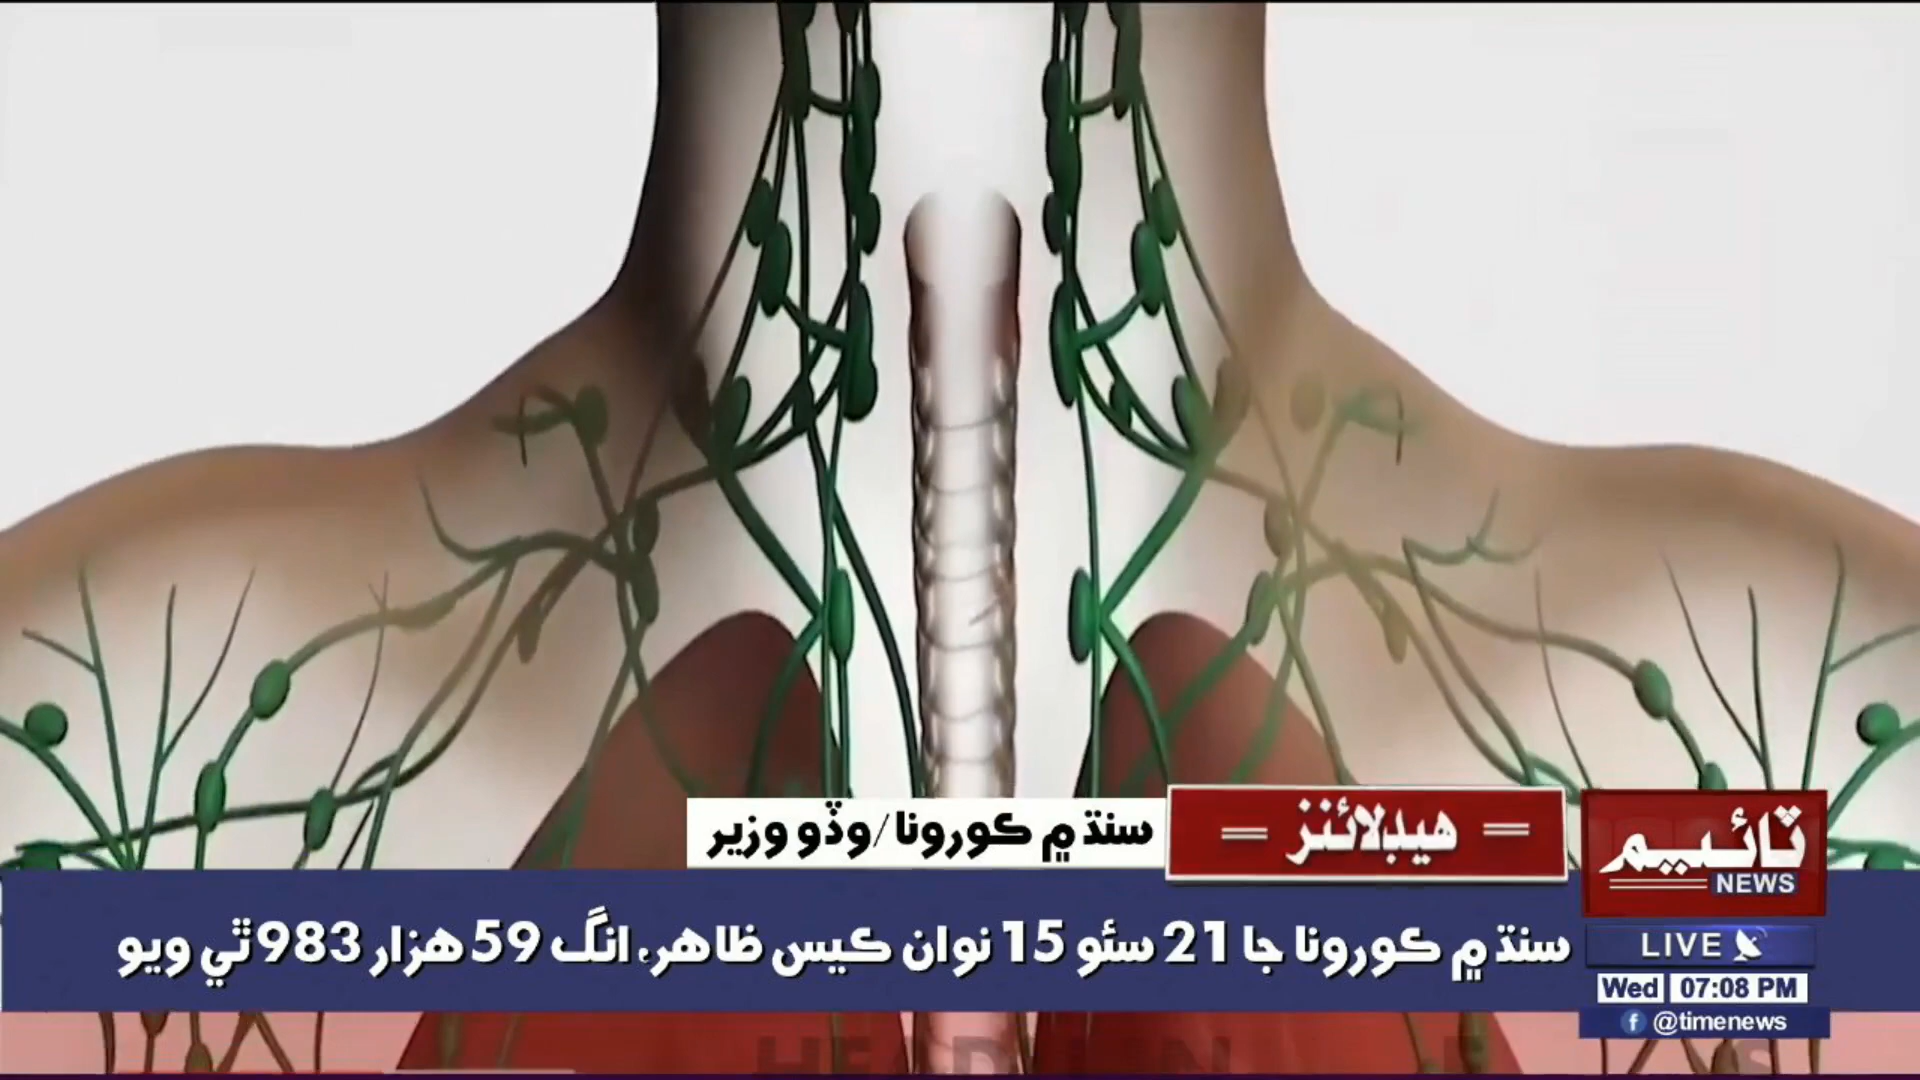 سنڌ ۾ ڪورونا/وڏو وزير
هيڊلائنز
ٽائيم
NEWS
سنڌ ۾ ڪورونا جا 21 سئو 15 نوان ڪيس ظاهر، انگ 59 هزار 983 ٿي ويو
LIVE
Wed 07:08 PM
@timenews